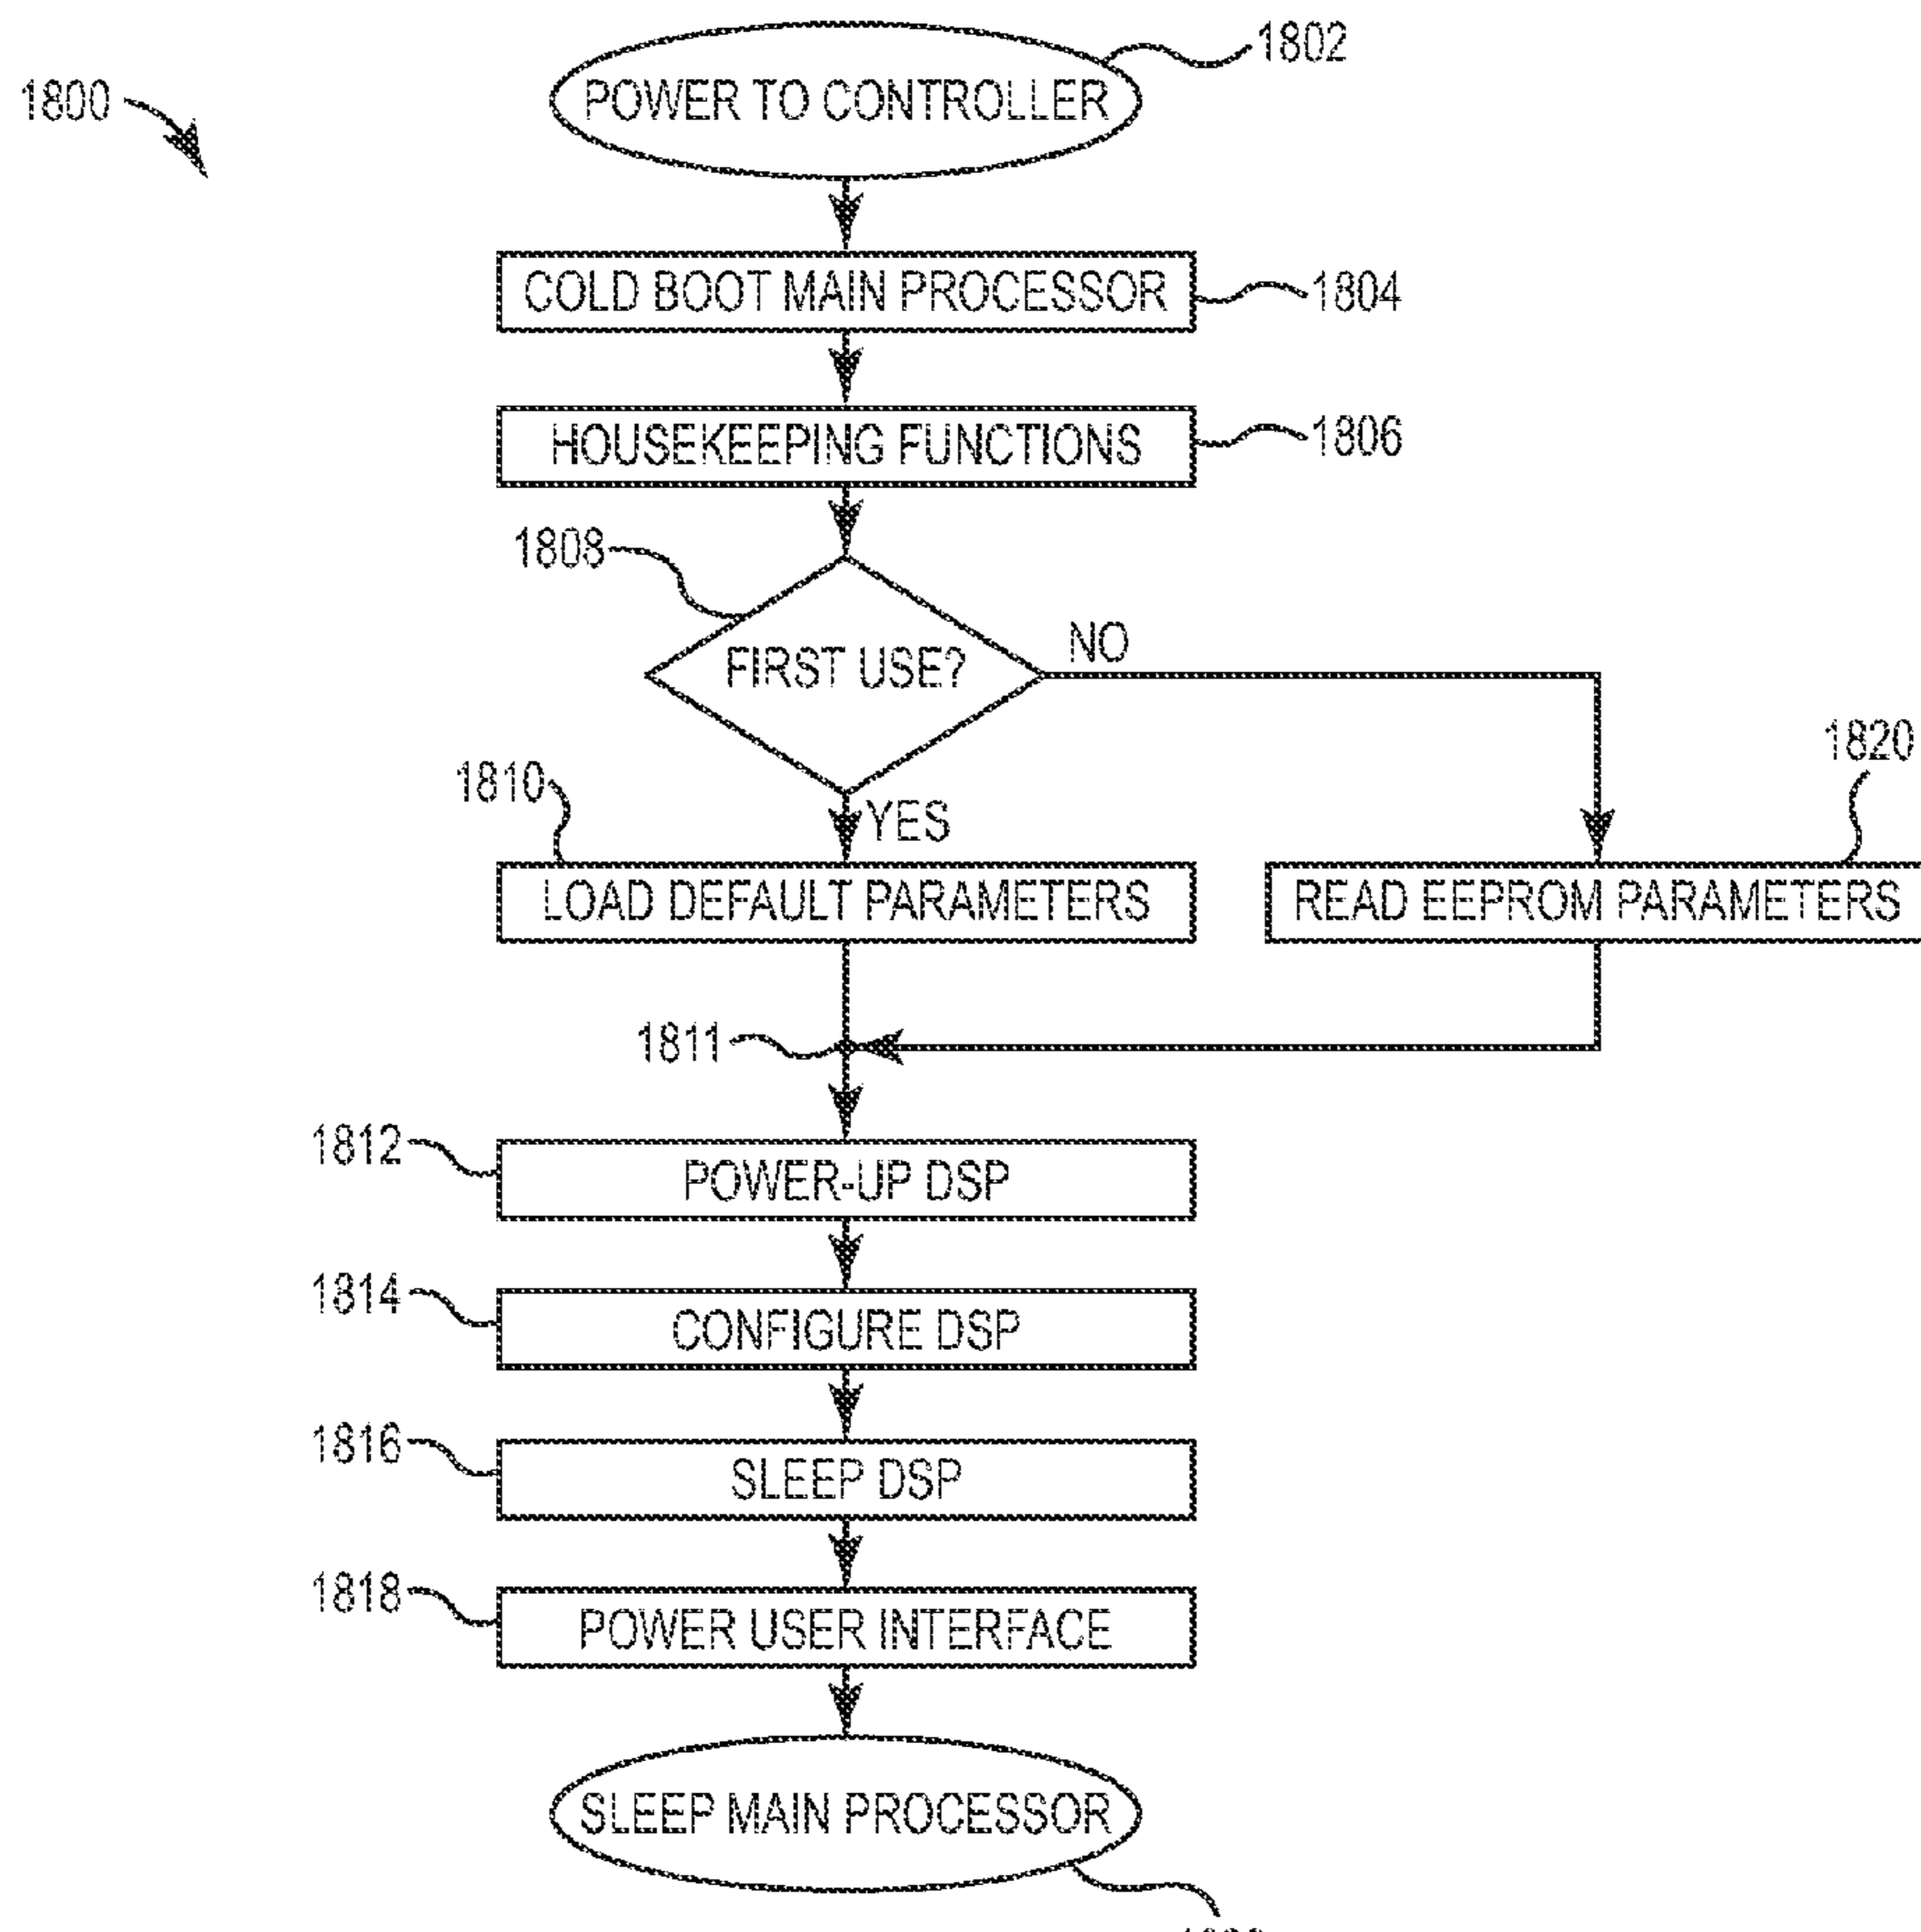 1802
1800
POWER TO CONTROLLER
COLD BOOT MAIN PROCESSOR
1804
HOUSEKEEPING FUNCTIONS
1806
1808
FIRST USE?
NO
1820
1810
YES
LOAD DEFAULT PARAMETERS
READ EEPROM PARAMETERS
1811
1812
POWER-UP DSP
1814
CONFIGURE DSP
1816
SLEEP DSP
1818
POWER USER INTERFACE
SLEEP MAIN PROCESSOR